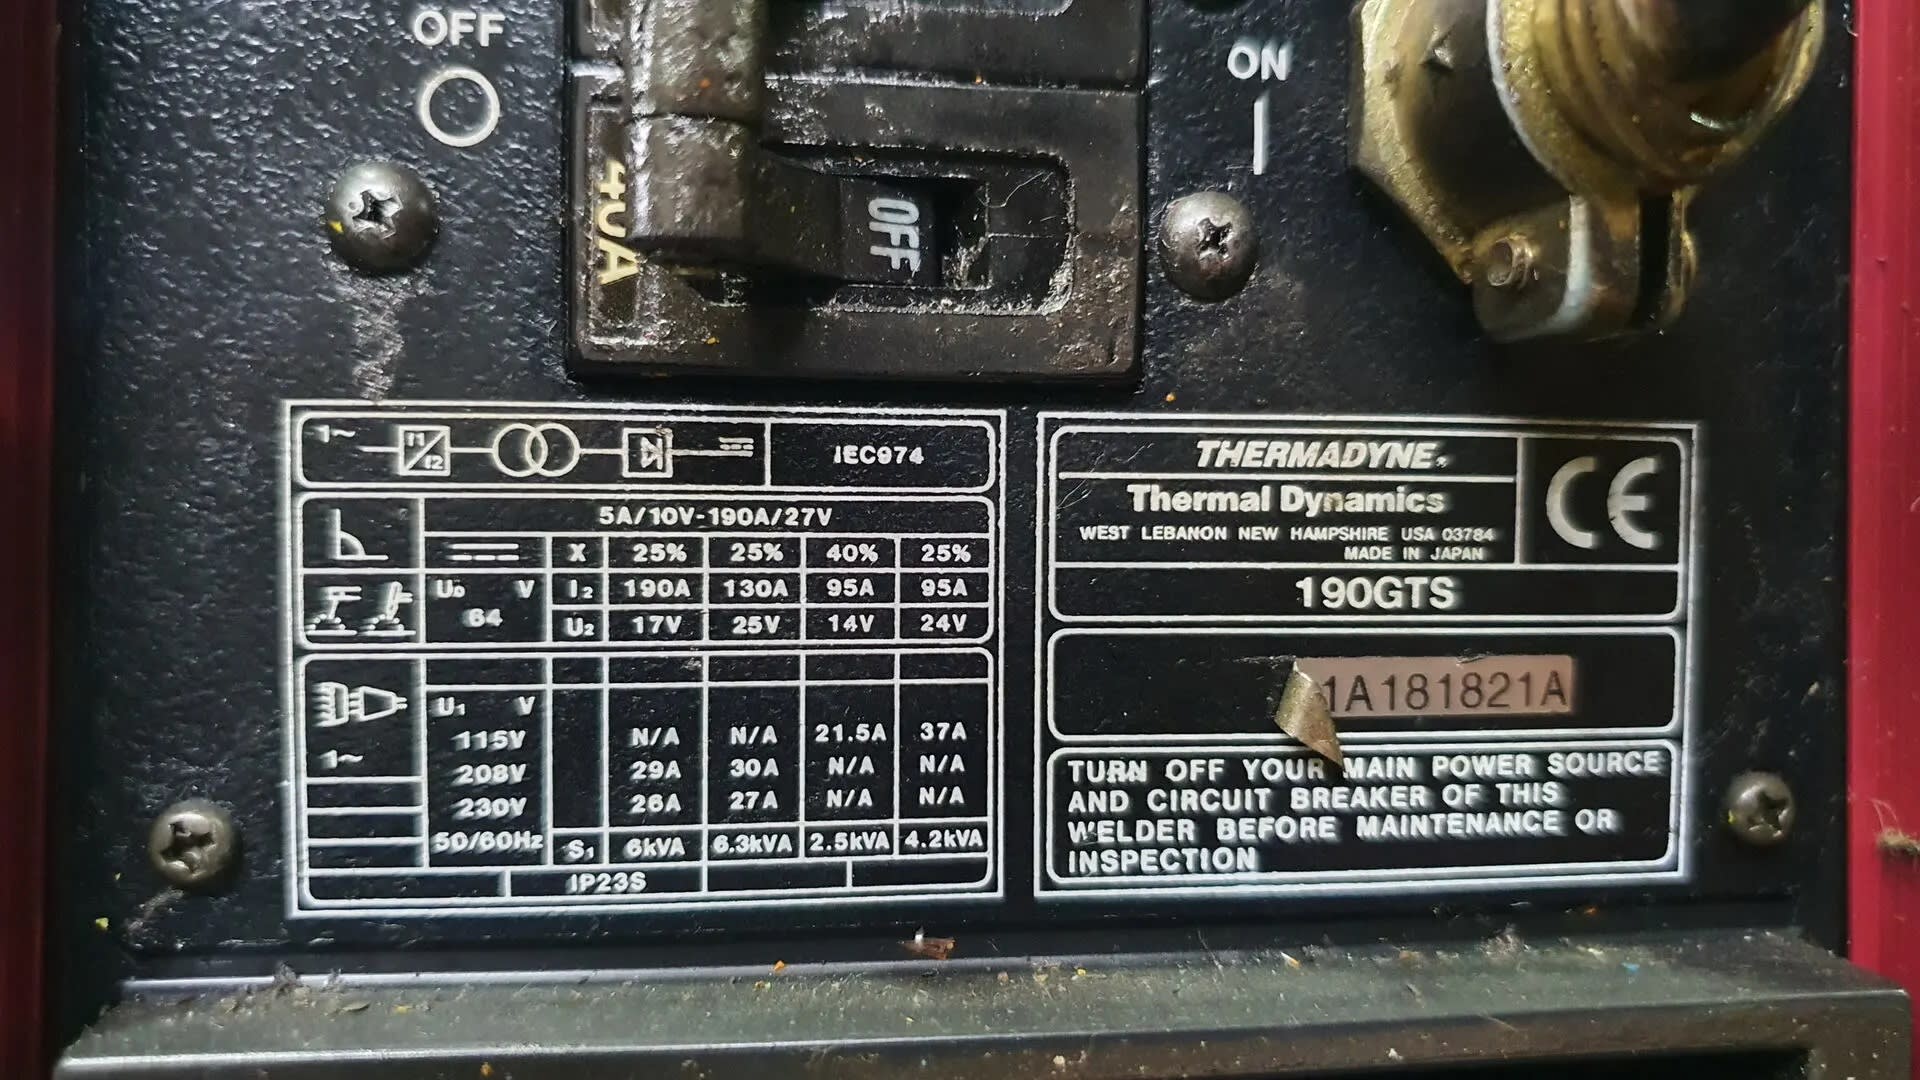 OFF
ON
40A
OFF
1~ f1/f2 IEC974
5A/10V-190A/27V
X 25% 25% 40% 25%
U₀ V I₂ 190A 130A 95A 95A
64 U₂ 17V 25V 14V 24V
U₁ V
115V N/A N/A 21.5A 37A
1~ 208V 29A 30A N/A N/A
230V 26A 27A N/A N/A
50/60Hz S₁ 6kVA 6.3kVA 2.5kVA 4.2kVA
IP23S
THERMADYNE
Thermal Dynamics
WEST LEBANON NEW HAMPSHIRE USA 03784
MADE IN JAPAN
CE
190GTS
1A181821A
TURN OFF YOUR MAIN POWER SOURCE
AND CIRCUIT BREAKER OF THIS
WELDER BEFORE MAINTENANCE OR
INSPECTION